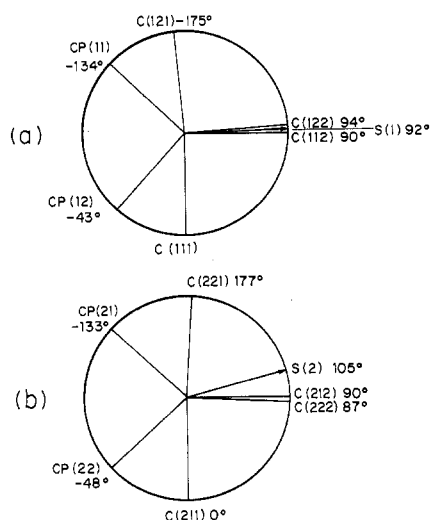 C(121)-175°
CP(11)
-134°
(a)
C(122) 94°
S(1) 92°
C(112) 90°
CP(12)
-43°
C(111)
C(221) 177°
CP(21)
-133°
S(2) 105°
(b)
C(212) 90°
C(222) 87°
CP(22)
-48°
C(211) 0°